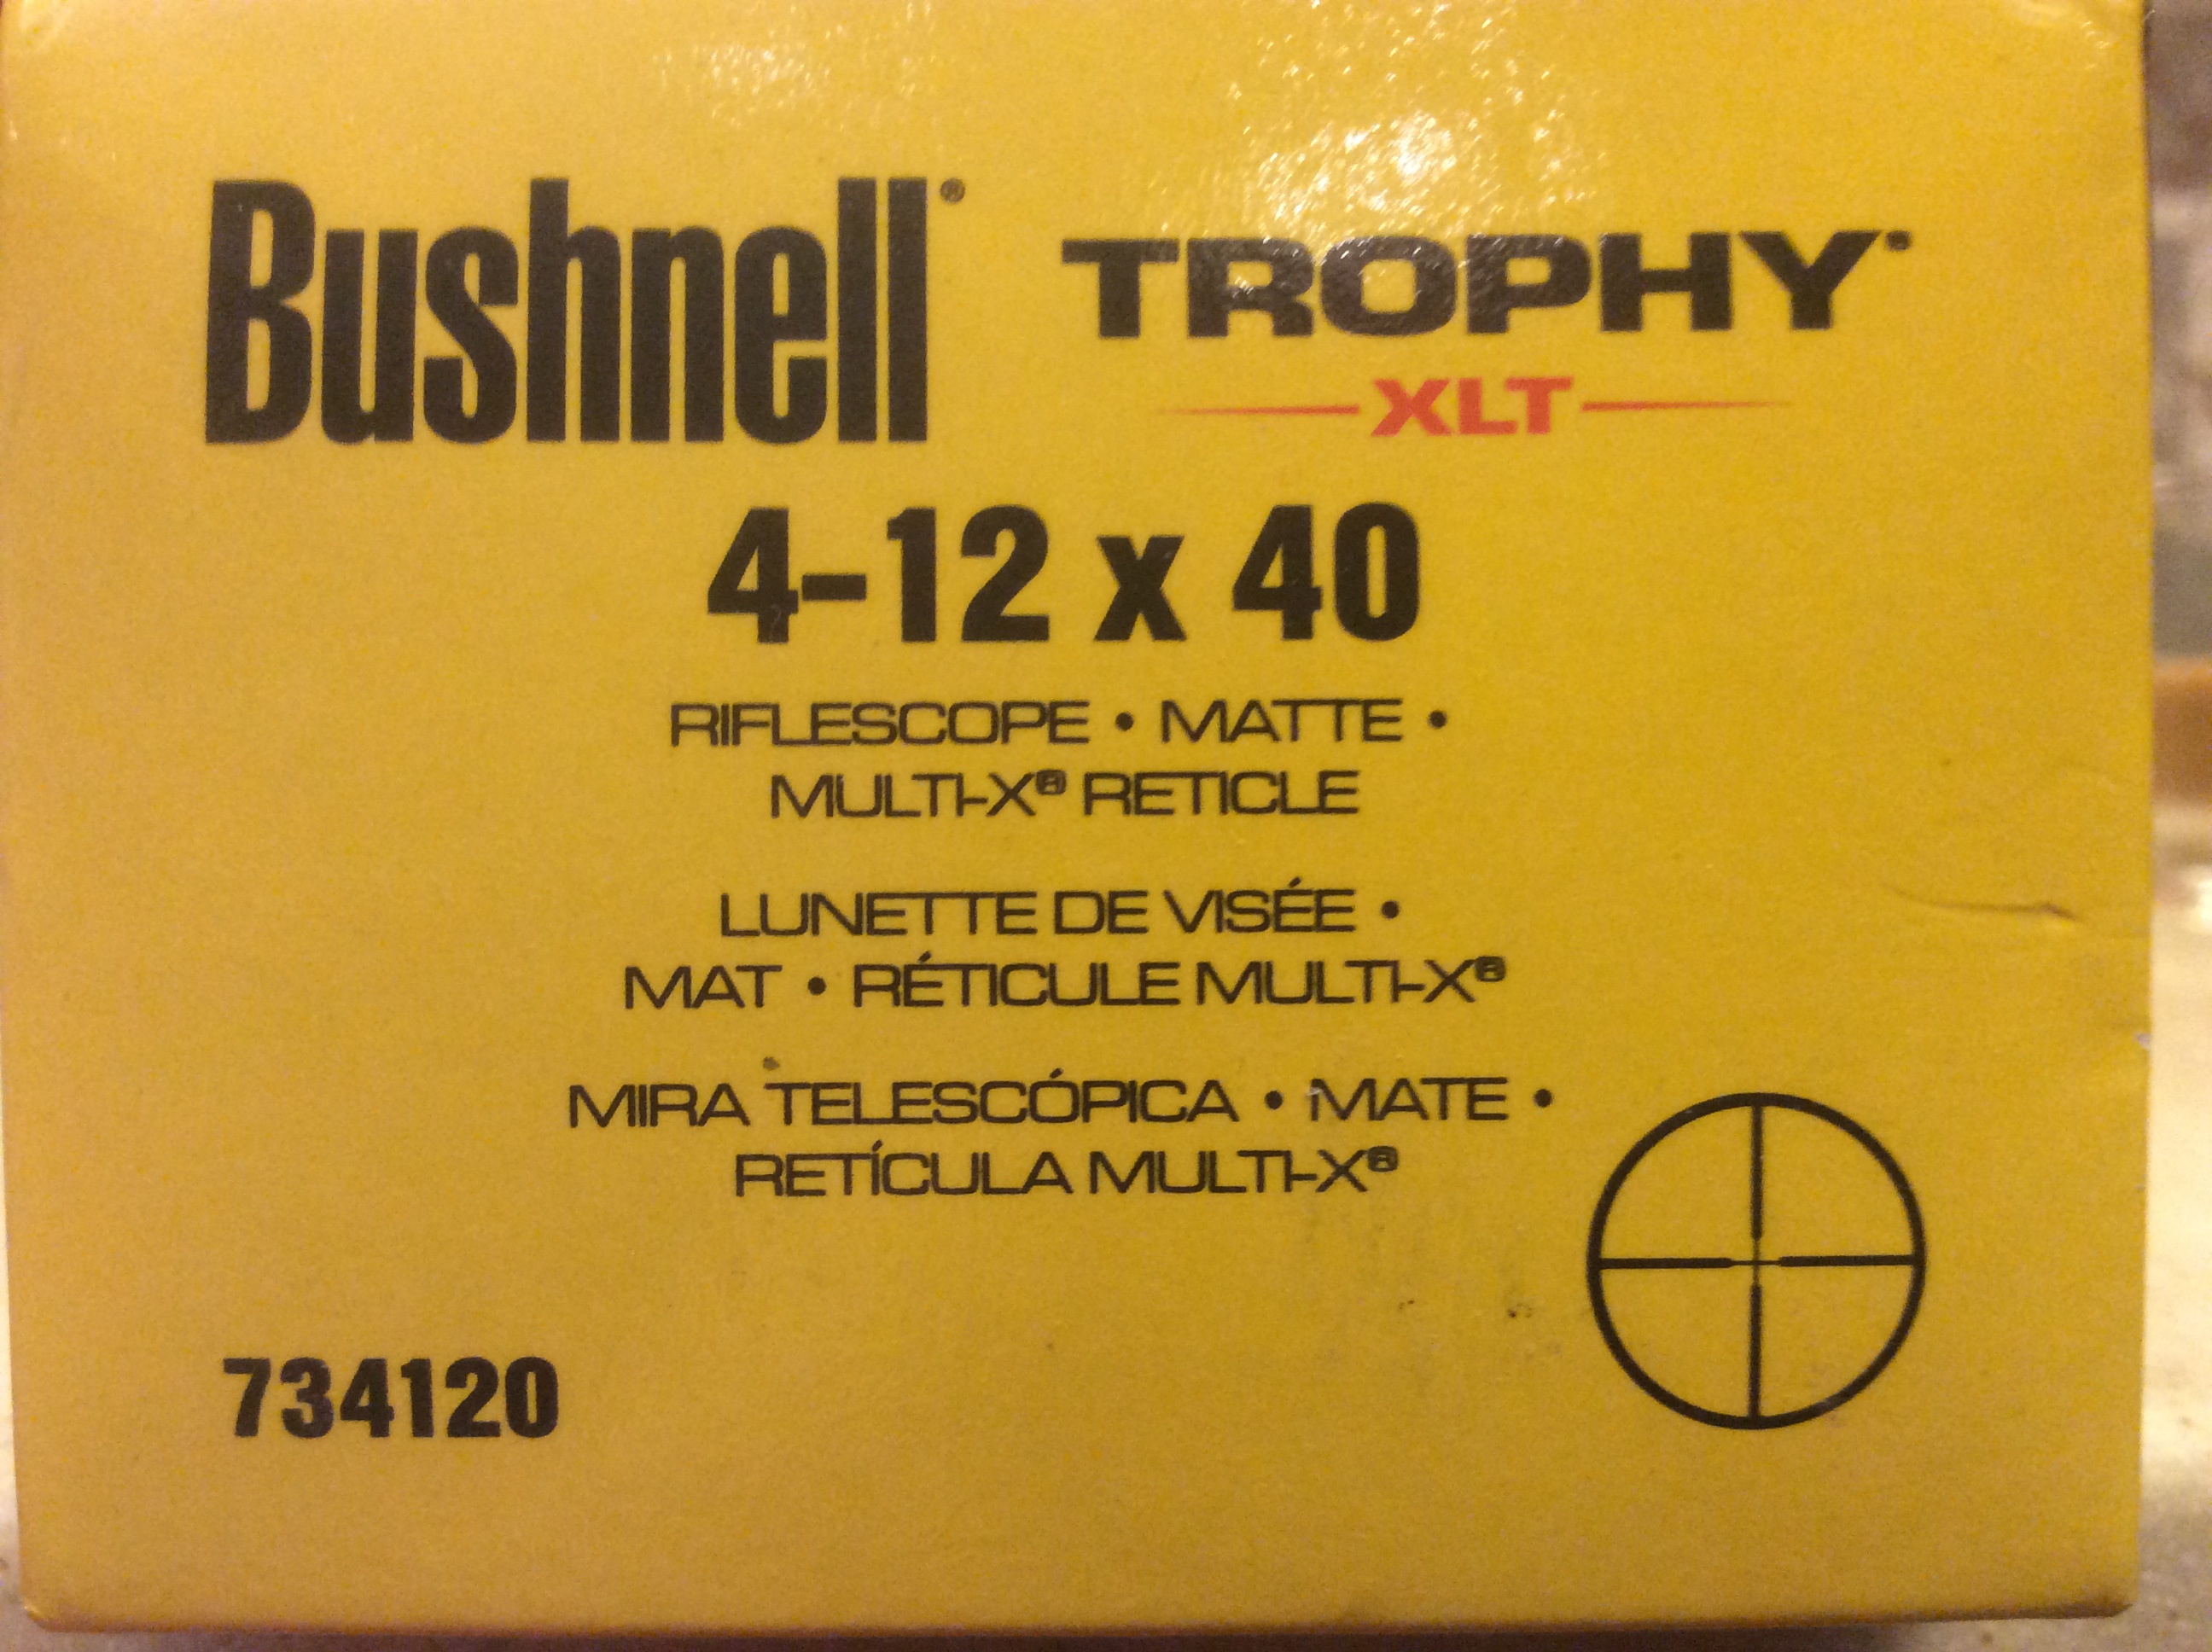 Bushnell® TROPHY®
XLT
4-12 x 40
RIFLESCOPE • MATTE •
MULTI-X® RETICLE
LUNETTE DE VISÉE •
MAT • RÉTICULE MULTI-X®
MIRA TELESCÓPICA • MATE •
RETÍCULA MULTI-X®
734120